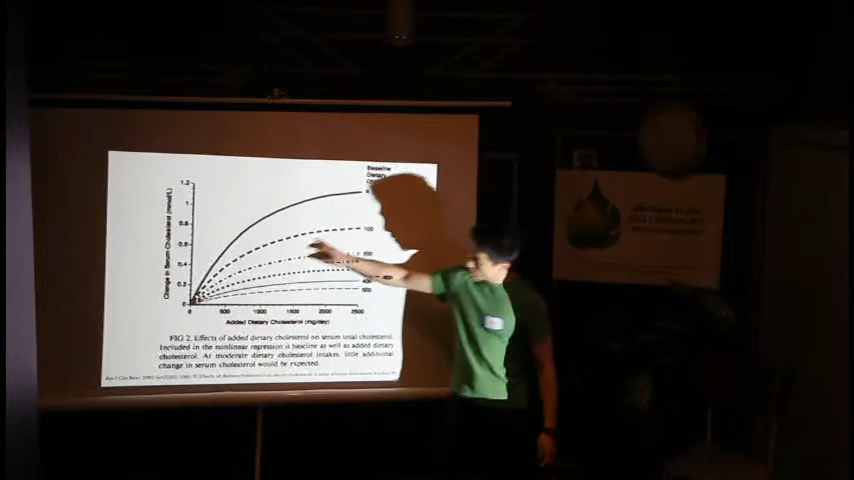 Baseline
Dietary
1.2
1
0.8
0.6
0.4
0.2
0
Change in Serum Cholesterol (mmol/L)
100
200
400
500
0 500 1000 1500 2000 2500
Added Dietary Cholesterol (mg/day)
FIG 2. Effects of added dietary cholesterol on serum total cholesterol.
Included in the nonlinear regression is baseline as well as added dietary
cholesterol. At moderate dietary cholesterol intakes, little additional
change in serum cholesterol would be expected.